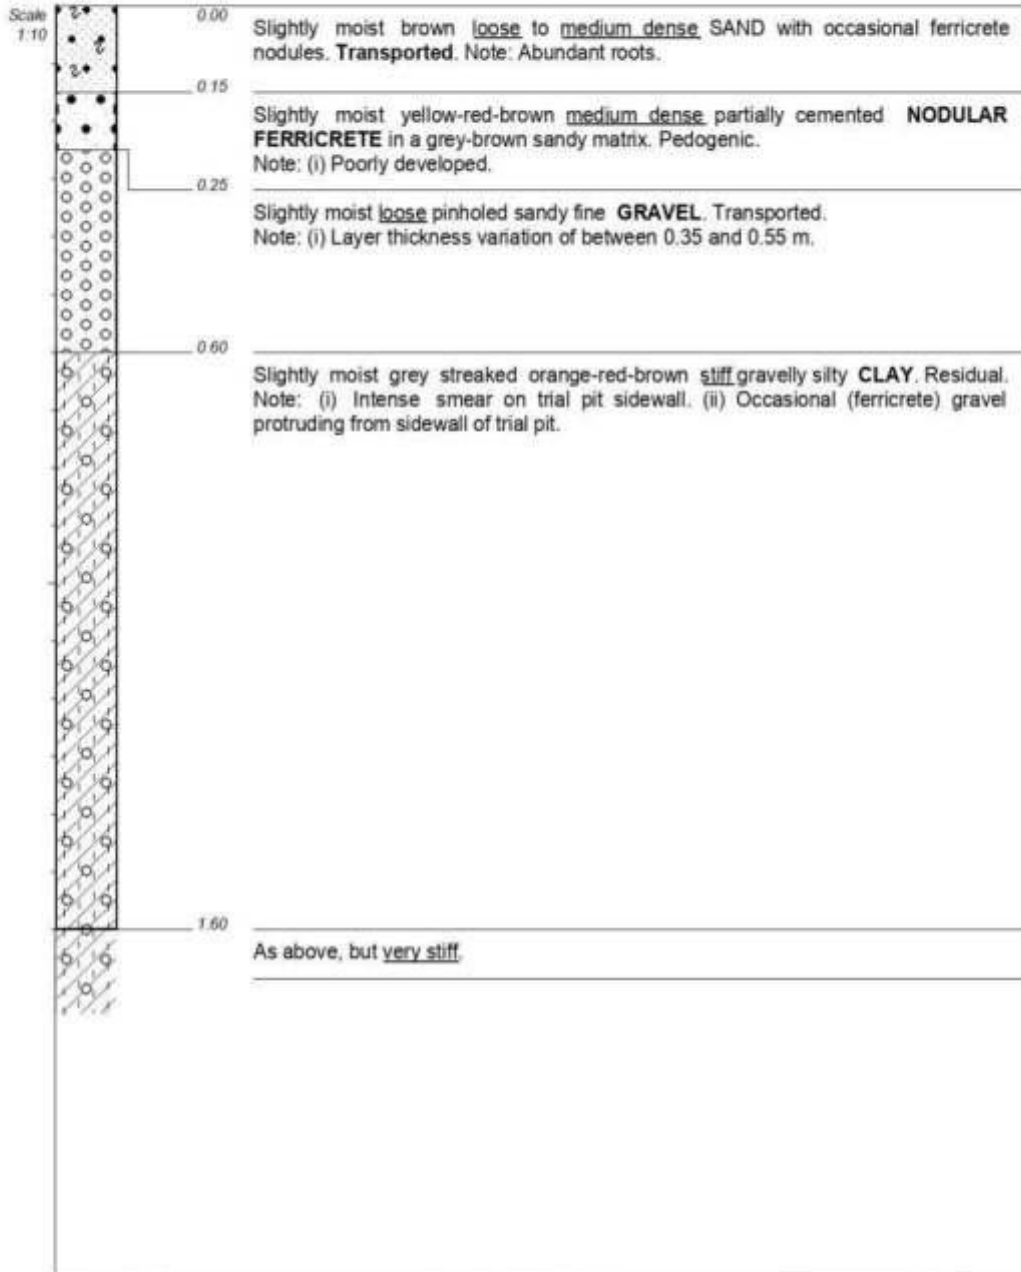 Scale
1:10
0.00
Slightly moist brown loose to medium dense SAND with occasional ferricrete
nodules. Transported. Note: Abundant roots.
0.15
Slightly moist yellow-red-brown medium dense partially cemented NODULAR
FERRICRETE in a grey-brown sandy matrix. Pedogenic.
Note: (i) Poorly developed.
0.25
Slightly moist loose pinholed sandy fine GRAVEL. Transported.
Note: (i) Layer thickness variation of between 0.35 and 0.55 m.
0.60
Slightly moist grey streaked orange-red-brown stiff gravelly silty CLAY. Residual.
Note: (i) Intense smear on trial pit sidewall. (ii) Occasional (ferricrete) gravel
protruding from sidewall of trial pit.
1.60
As above, but very stiff.